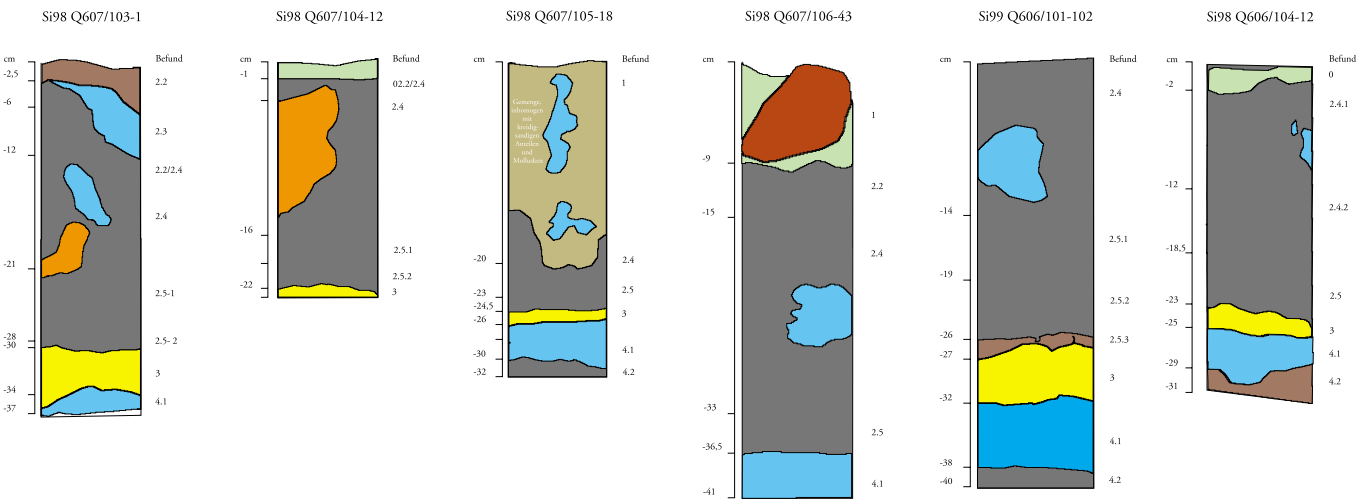 Si98 Q607/103-1
cm
Befund
-2,5
2.2
-6
2.3
-12
2.2/2.4
2.4
-21
2.5-1
-28
2.5- 2
-30
3
-34
4.1
-37
Si98 Q607/104-12
cm
Befund
-1
02.2/2.4
2.4
-16
2.5.1
2.5.2
-22
3
Si98 Q607/105-18
cm
Befund
1
Gemenge,
inhomogen
mit
kreidig-
sandigen
Anteilen
und
Mollusken
-20
2.4
-23
2.5
-24,5
3
-26
4.1
-30
4.2
-32
Si98 Q607/106-43
cm
Befund
1
-9
2.2
-15
2.4
-33
2.5
-36,5
4.1
-41
Si99 Q606/101-102
cm
Befund
2.4
-14
2.5.1
-19
2.5.2
-26
2.5.3
-27
3
-32
4.1
-38
4.2
-40
Si98 Q606/104-12
cm
Befund
0
-2
2.4.1
-12
2.4.2
-18,5
2.5
-23
-25
3
4.1
-29
4.2
-31